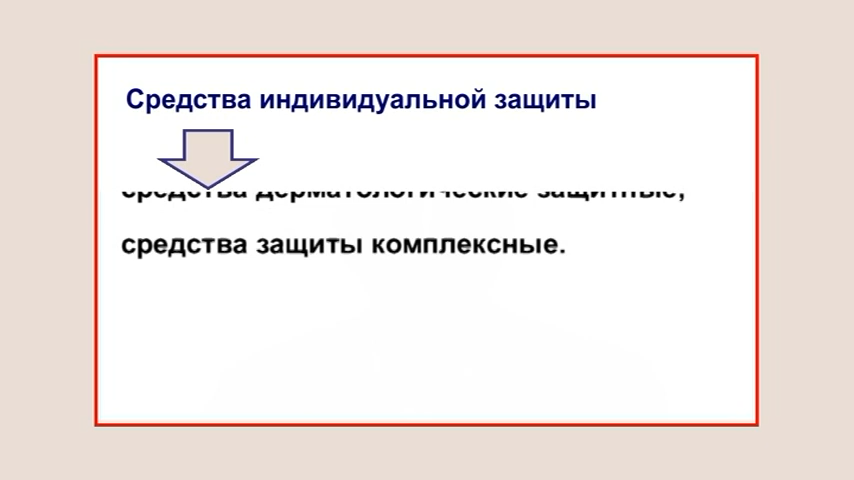 Средства индивидуальной защиты
средства дерматологические защитные;
средства защиты комплексные.